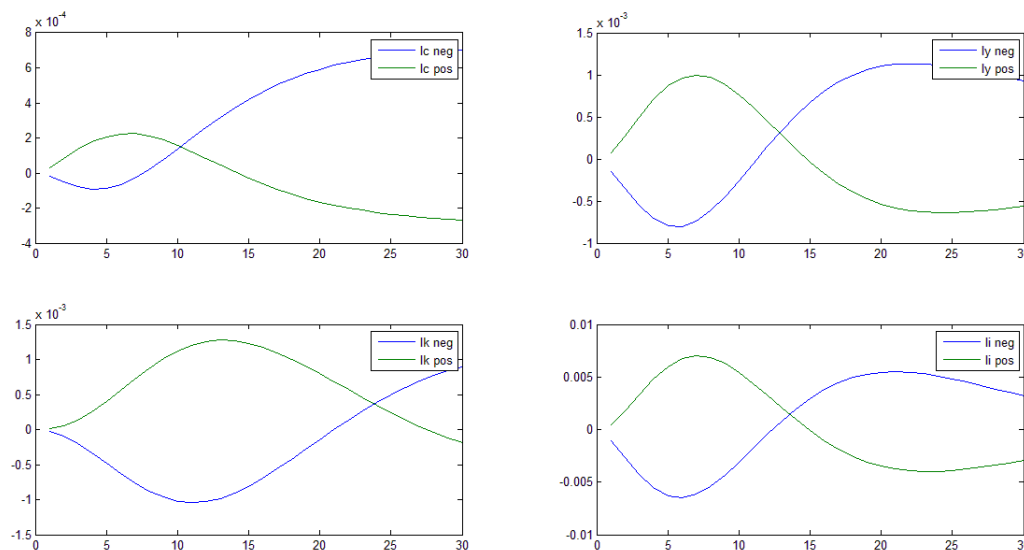 x 10^-4
8
6
4
2
0
-2
-4
0 5 10 15 20 25 30
lc neg
lc pos
x 10^-3
1.5
1
0.5
0
-0.5
-1
0 5 10 15 20 25 30
ly neg
ly pos
x 10^-3
1.5
1
0.5
0
-0.5
-1
-1.5
0 5 10 15 20 25 30
lk neg
lk pos
0.01
0.005
0
-0.005
-0.01
0 5 10 15 20 25 30
li neg
li pos